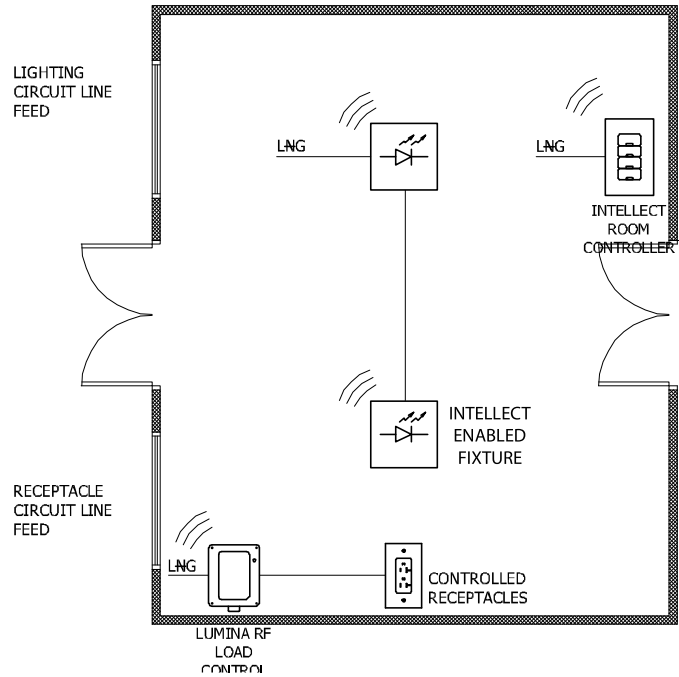 LIGHTING
CIRCUIT LINE
FEED
LNG
LNG
INTELLECT
ROOM
CONTROLLER
INTELLECT
ENABLED
FIXTURE
RECEPTACLE
CIRCUIT LINE
FEED
LNG
CONTROLLED
RECEPTACLES
LUMINA RF
LOAD
CONTROL